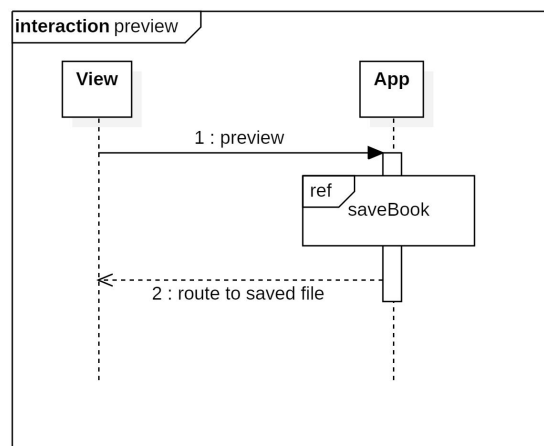 interaction preview
View
App
1 : preview
ref
saveBook
2 : route to saved file